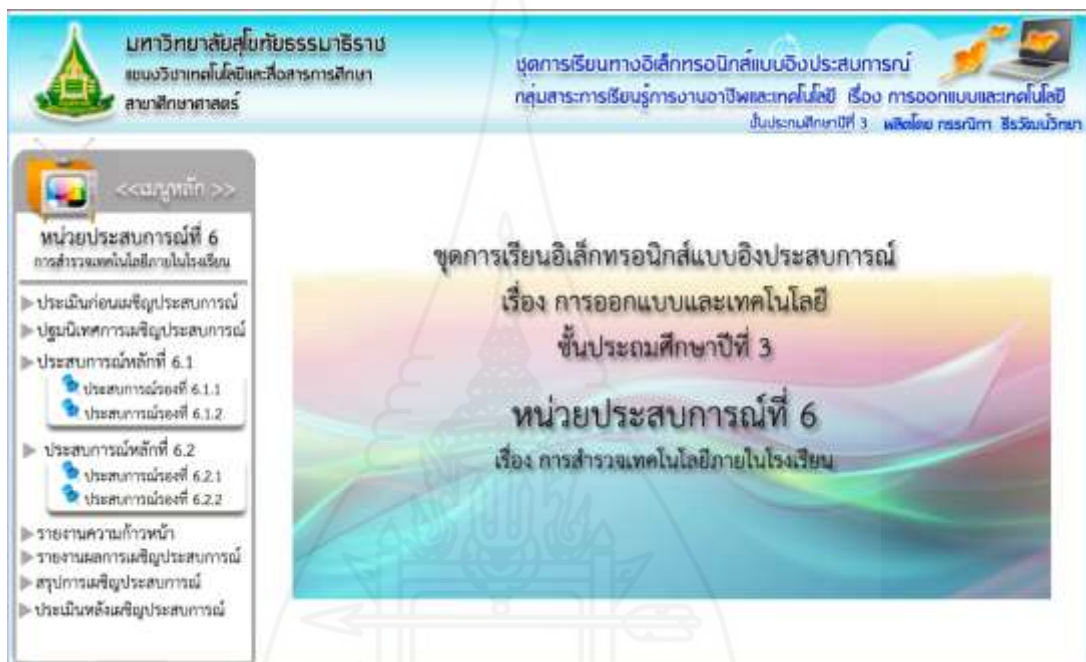 มหาวิทยาลัยสุโขทัยธรรมาธิราช
แขนงวิชาเทคโนโลยีและสื่อสารการศึกษา
สาขาศึกษาศาสตร์
ชุดการเรียนทางอิเล็กทรอนิกส์แบบอิงประสบการณ์
กลุ่มสาระการเรียนรู้การงานอาชีพและเทคโนโลยี เรื่อง การออกแบบและเทคโนโลยี
ชั้นประถมศึกษาปีที่ 3 ผลิตโดย กรรณิกา ธีรวัฒน์วิทยา
<<เมนูหลัก >>
หน่วยประสบการณ์ที่ 6
การสำรวจเทคโนโลยีภายในโรงเรียน
ประเมินก่อนเผชิญประสบการณ์
ปฐมนิเทศการเผชิญประสบการณ์
ประสบการณ์หลักที่ 6.1
ประสบการณ์รองที่ 6.1.1
ประสบการณ์รองที่ 6.1.2
ประสบการณ์หลักที่ 6.2
ประสบการณ์รองที่ 6.2.1
ประสบการณ์รองที่ 6.2.2
รายงานความก้าวหน้า
รายงานผลการเผชิญประสบการณ์
สรุปการเผชิญประสบการณ์
ประเมินหลังเผชิญประสบการณ์
ชุดการเรียนอิเล็กทรอนิกส์แบบอิงประสบการณ์
เรื่อง การออกแบบและเทคโนโลยี
ชั้นประถมศึกษาปีที่ 3
หน่วยประสบการณ์ที่ 6
เรื่อง การสำรวจเทคโนโลยีภายในโรงเรียน